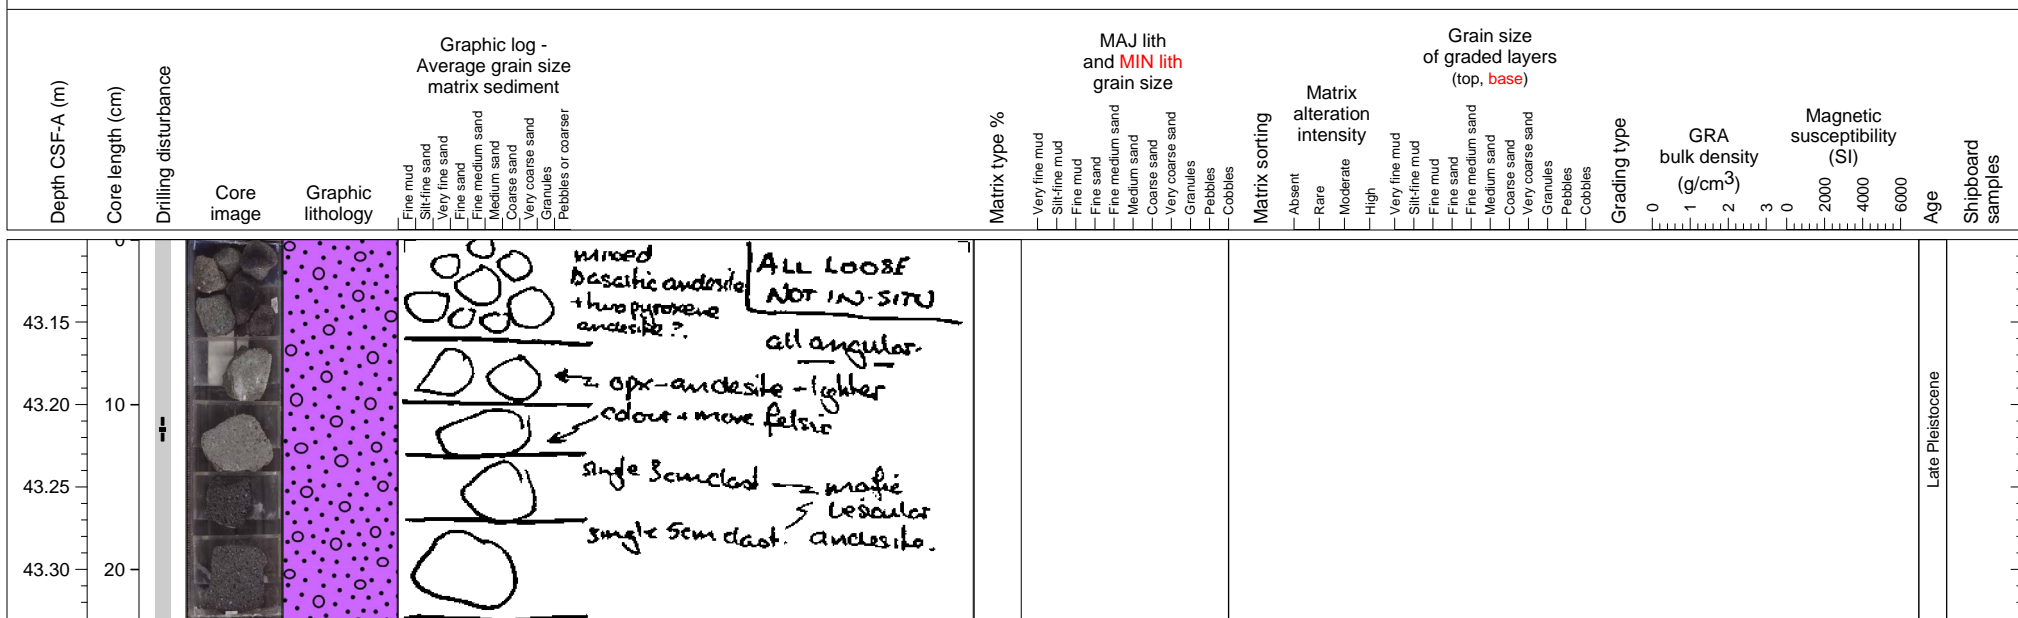 Depth CSF-A (m)
Core length (cm)
Drilling disturbance
Core
image
Graphic
lithology
Graphic log -
Average grain size
matrix sediment
Fine mud
Silt-fine sand
Very fine sand
Fine sand
Fine medium sand
Medium sand
Coarse sand
Very coarse sand
Granules
Pebbles or coarser
Matrix type %
MAJ lith
and MIN lith
grain size
Very fine mud
Silt-fine mud
Fine mud
Fine sand
Fine medium sand
Medium sand
Coarse sand
Very coarse sand
Granules
Pebbles
Cobbles
Matrix sorting
Matrix
alteration
intensity
Absent
Rare
Moderate
High
Grain size
of graded layers
(top, base)
Very fine mud
Silt-fine mud
Fine mud
Fine sand
Fine medium sand
Medium sand
Coarse sand
Very coarse sand
Granules
Pebbles
Cobbles
Grading type
GRA
bulk density
(g/cm3)
0 1 2 3
Magnetic
susceptibility
(SI)
0 2000 4000 6000
Age
Shipboard
samples
0
43.15
43.20
10
43.25
43.30
20
mixed
basaltic andesite
+ two pyroxene
andesite?
ALL LOOSE
NOT IN-SITU
all angular.
opx-andesite - lighter
colour + more felsic
single 3cm clast
mafic
vesicular
andesite.
single 5cm clast.
Late Pleistocene